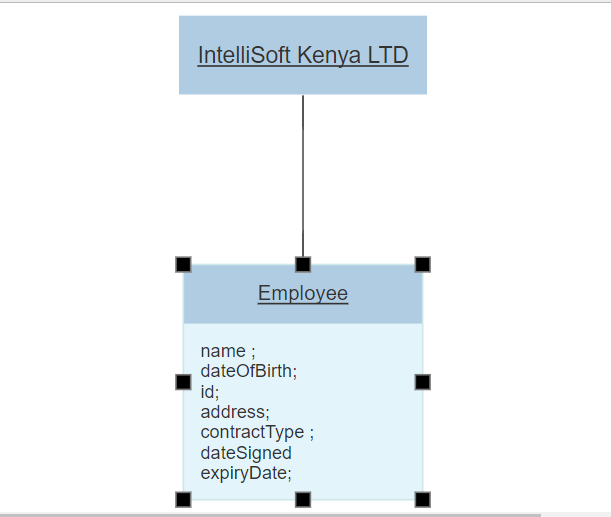 IntelliSoft Kenya LTD
Employee
name ;
dateOfBirth;
id;
address;
contractType ;
dateSigned
expiryDate;